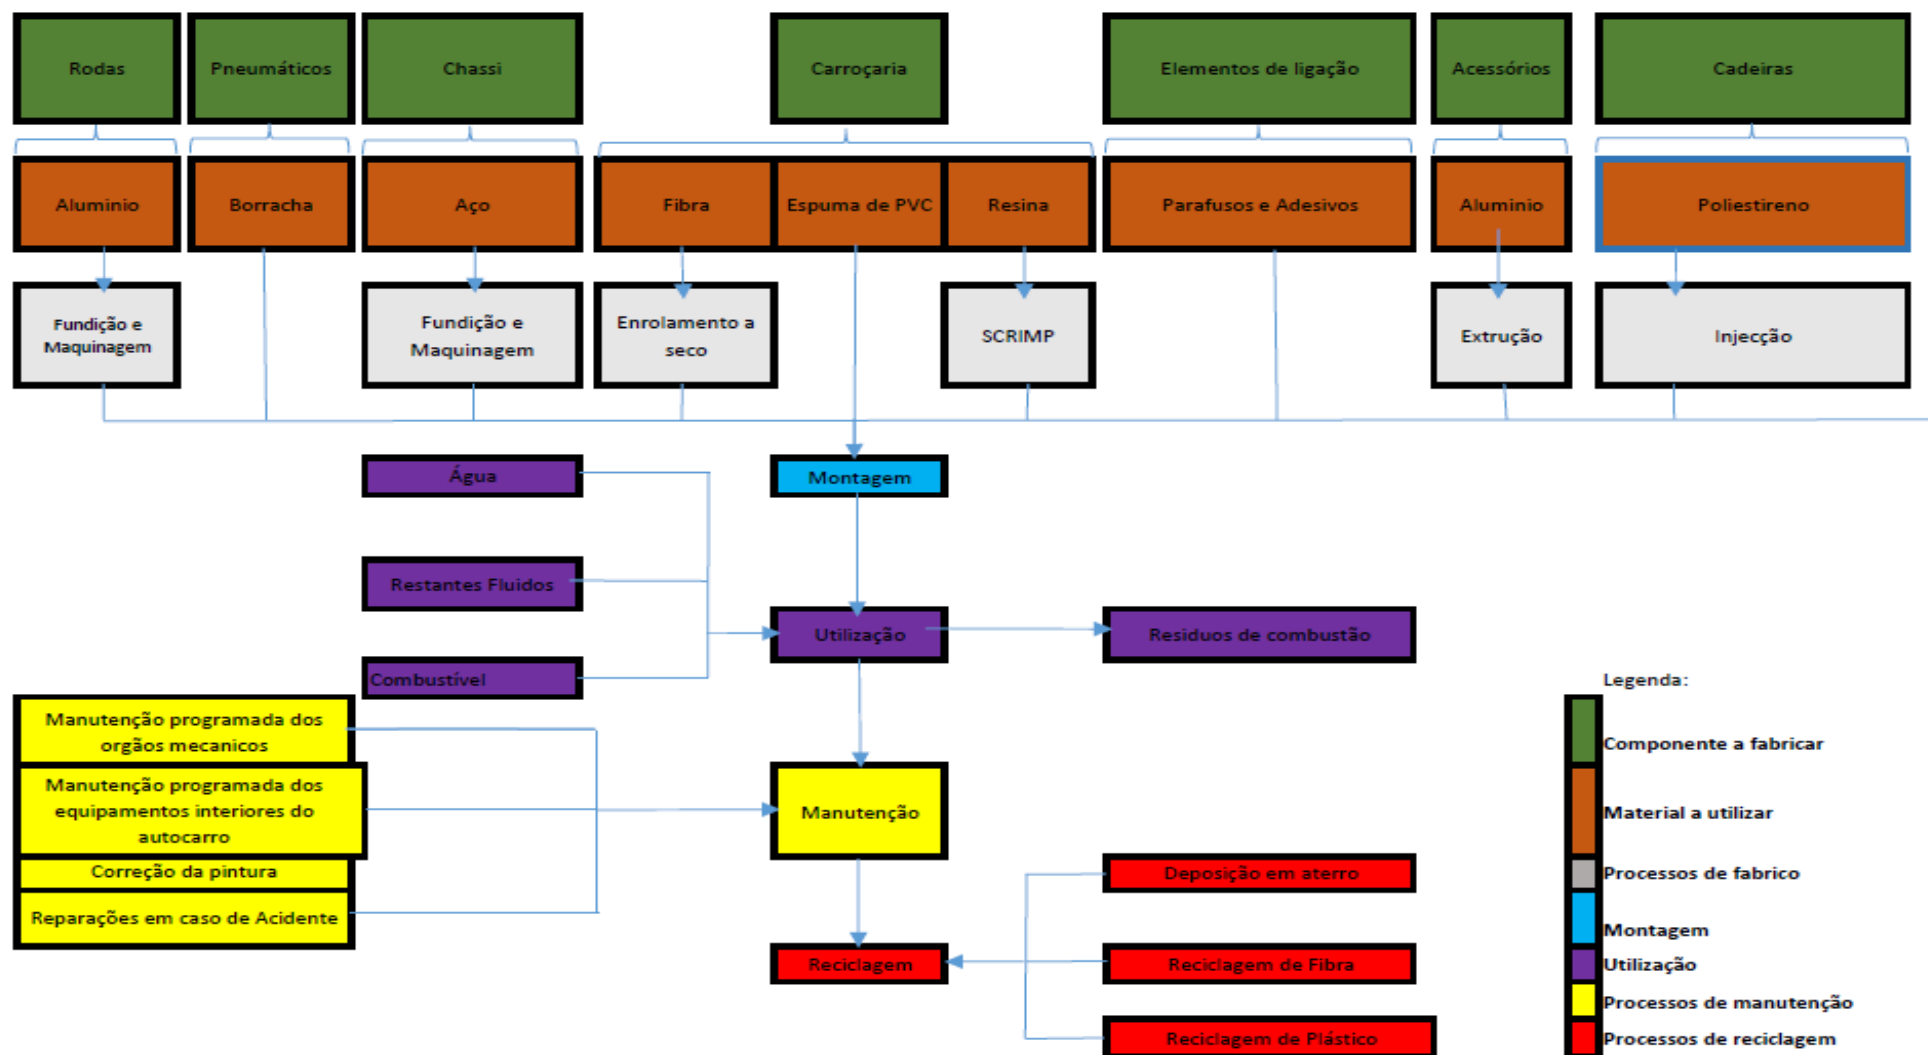 Rodas
Pneumáticos
Chassi
Carroçaria
Elementos de ligação
Acessórios
Cadeiras
Aluminio
Borracha
Aço
Fibra
Espuma de PVC
Resina
Parafusos e Adesivos
Aluminio
Poliestireno
Fundição e
Maquinagem
Fundição e
Maquinagem
Enrolamento a
seco
SCRIMP
Extrução
Injecção
Água
Montagem
Restantes Fluidos
Utilização
Residuos de combustão
Combustível
Manutenção programada dos
orgãos mecanicos
Manutenção programada dos
equipamentos interiores do
autocarro
Correção da pintura
Reparações em caso de Acidente
Manutenção
Deposição em aterro
Reciclagem
Reciclagem de Fibra
Reciclagem de Plástico
Legenda:
Componente a fabricar
Material a utilizar
Processos de fabrico
Montagem
Utilização
Processos de manutenção
Processos de reciclagem